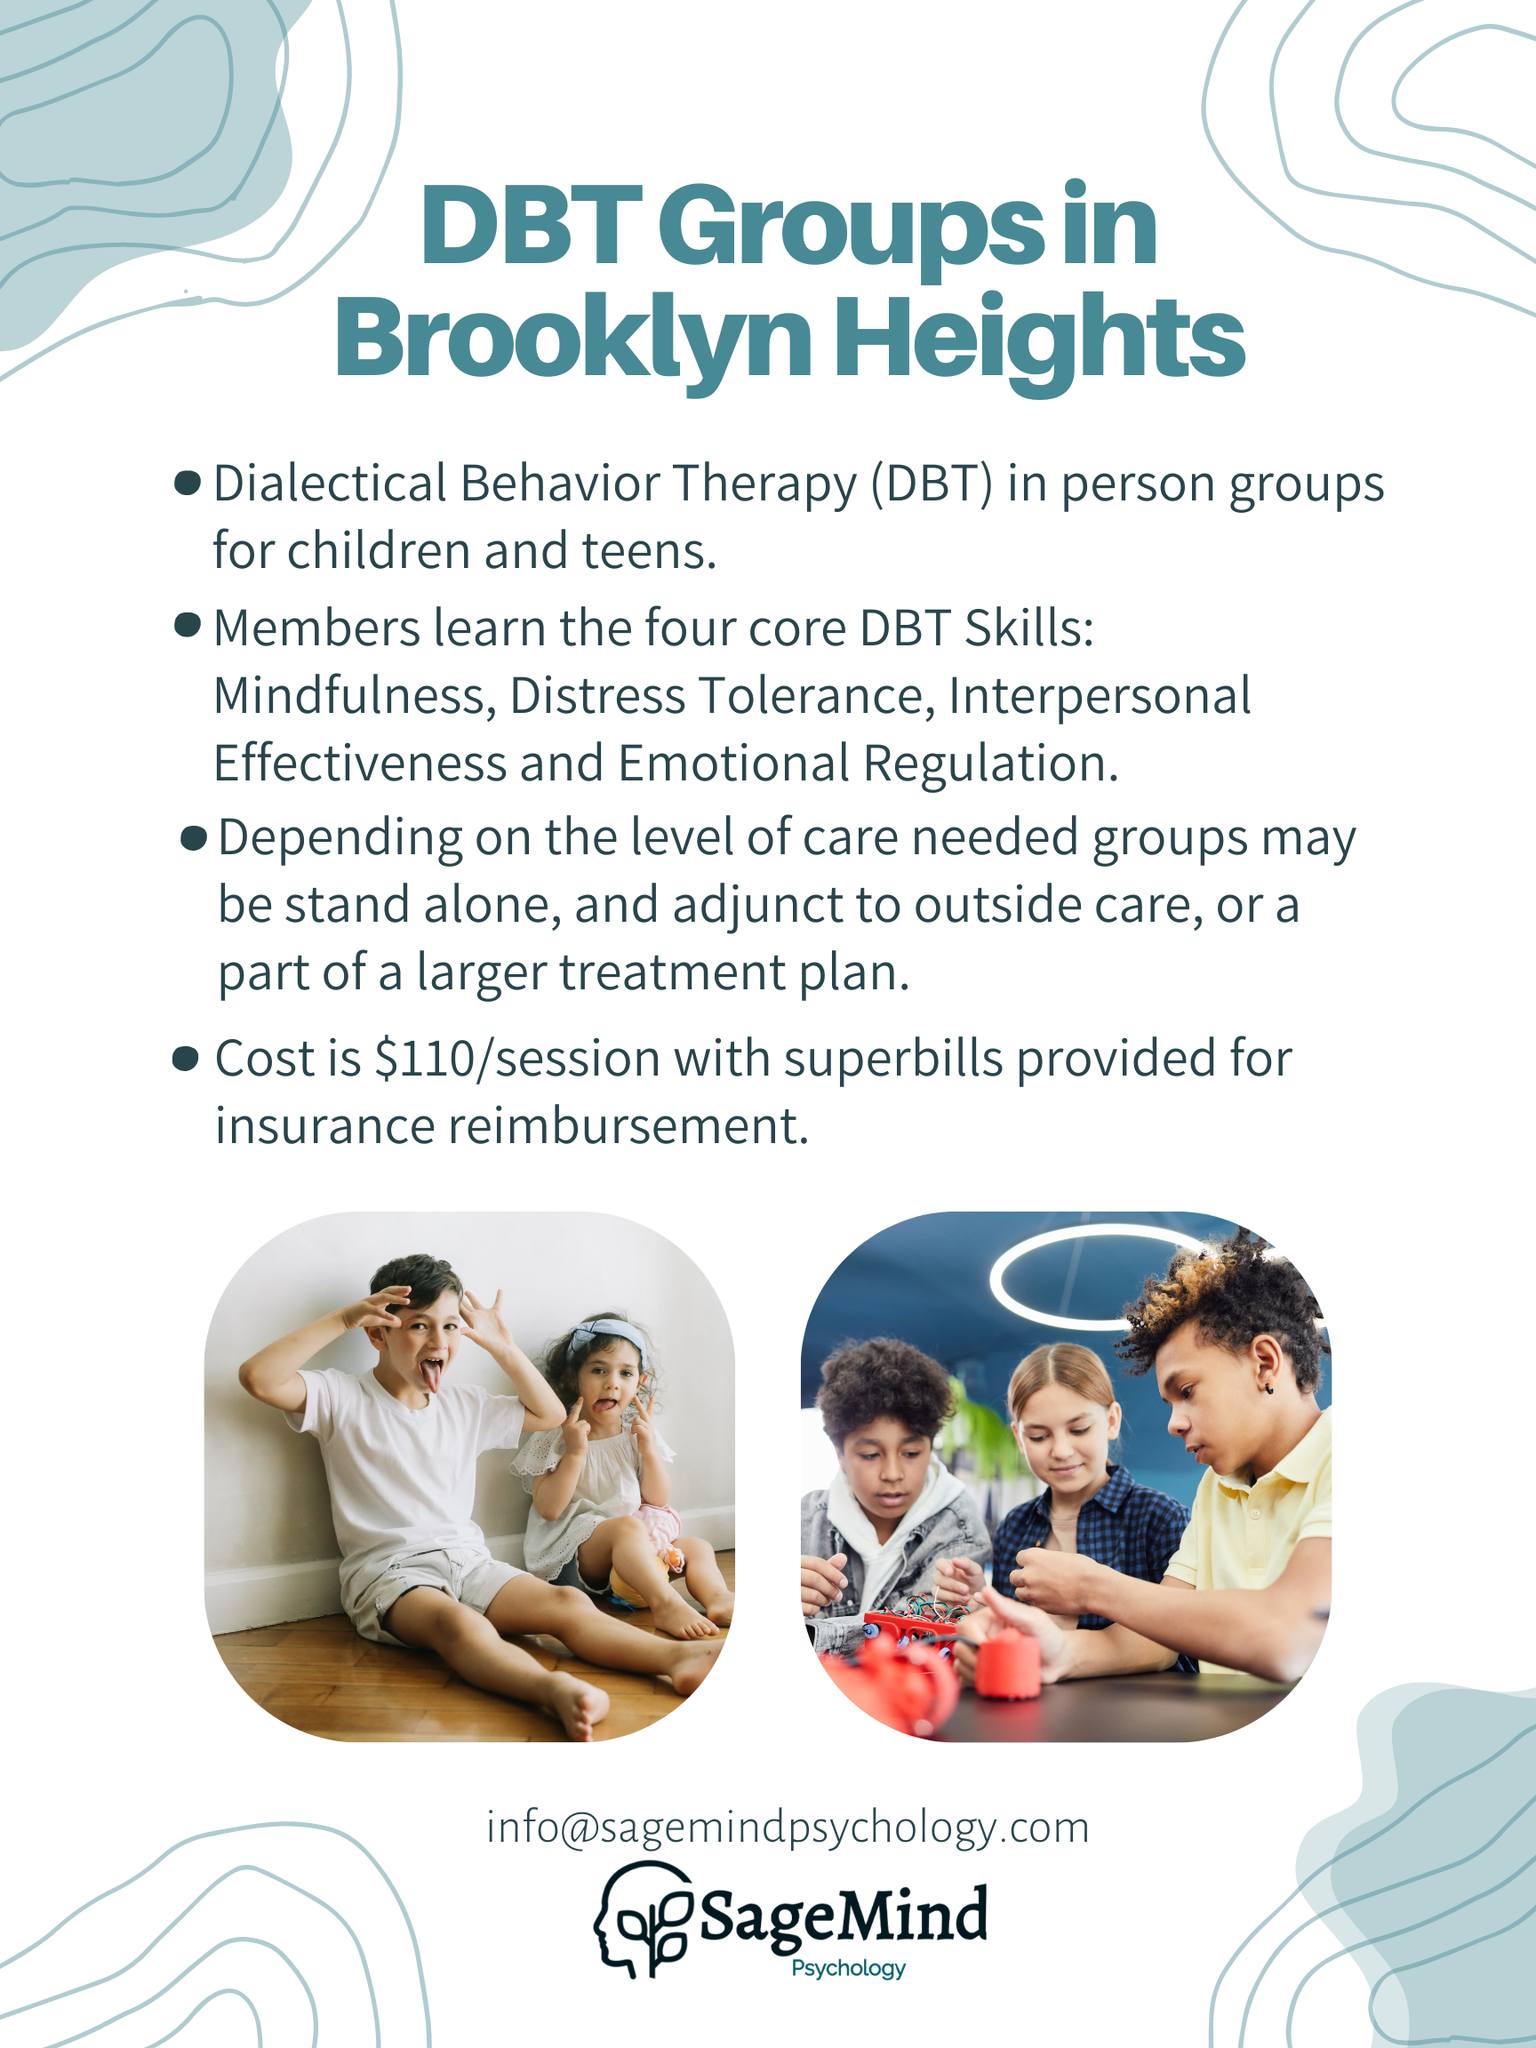 DBT Groups in
Brooklyn Heights
• Dialectical Behavior Therapy (DBT) in person groups
for children and teens.
• Members learn the four core DBT Skills:
Mindfulness, Distress Tolerance, Interpersonal
Effectiveness and Emotional Regulation.
• Depending on the level of care needed groups may
be stand alone, and adjunct to outside care, or a
part of a larger treatment plan.
• Cost is $110/session with superbills provided for
insurance reimbursement.
info@sagemindpsychology.com
SageMind
Psychology